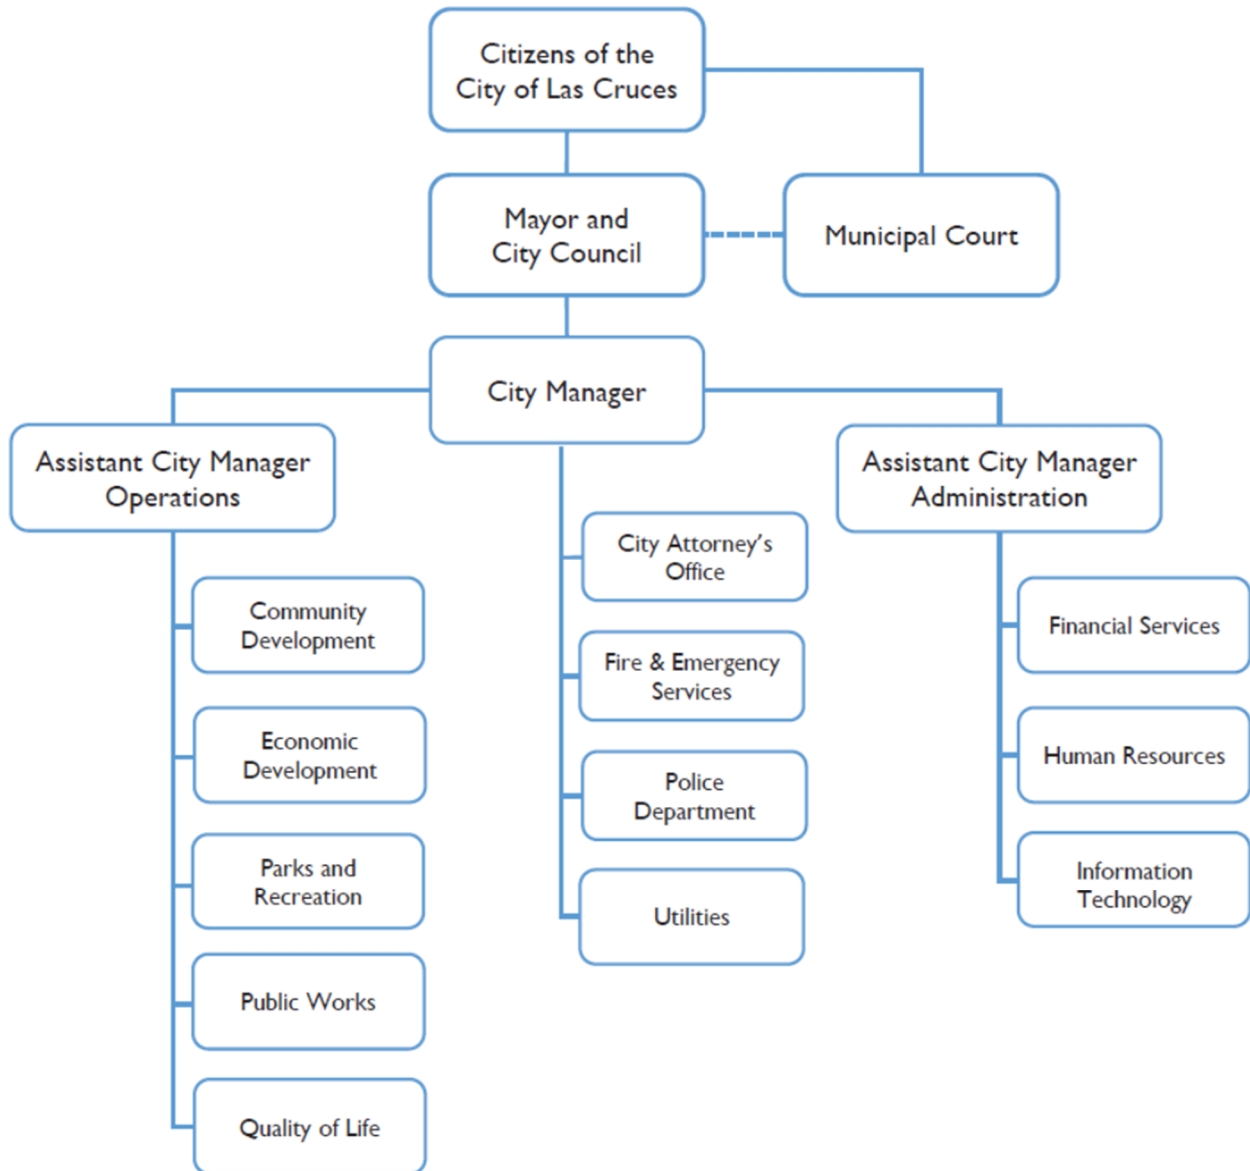 Citizens of the
City of Las Cruces
Mayor and
City Council
Municipal Court
City Manager
Assistant City Manager
Operations
Community
Development
Economic
Development
Parks and
Recreation
Public Works
Quality of Life
City Attorney's
Office
Fire & Emergency
Services
Police
Department
Utilities
Assistant City Manager
Administration
Financial Services
Human Resources
Information
Technology